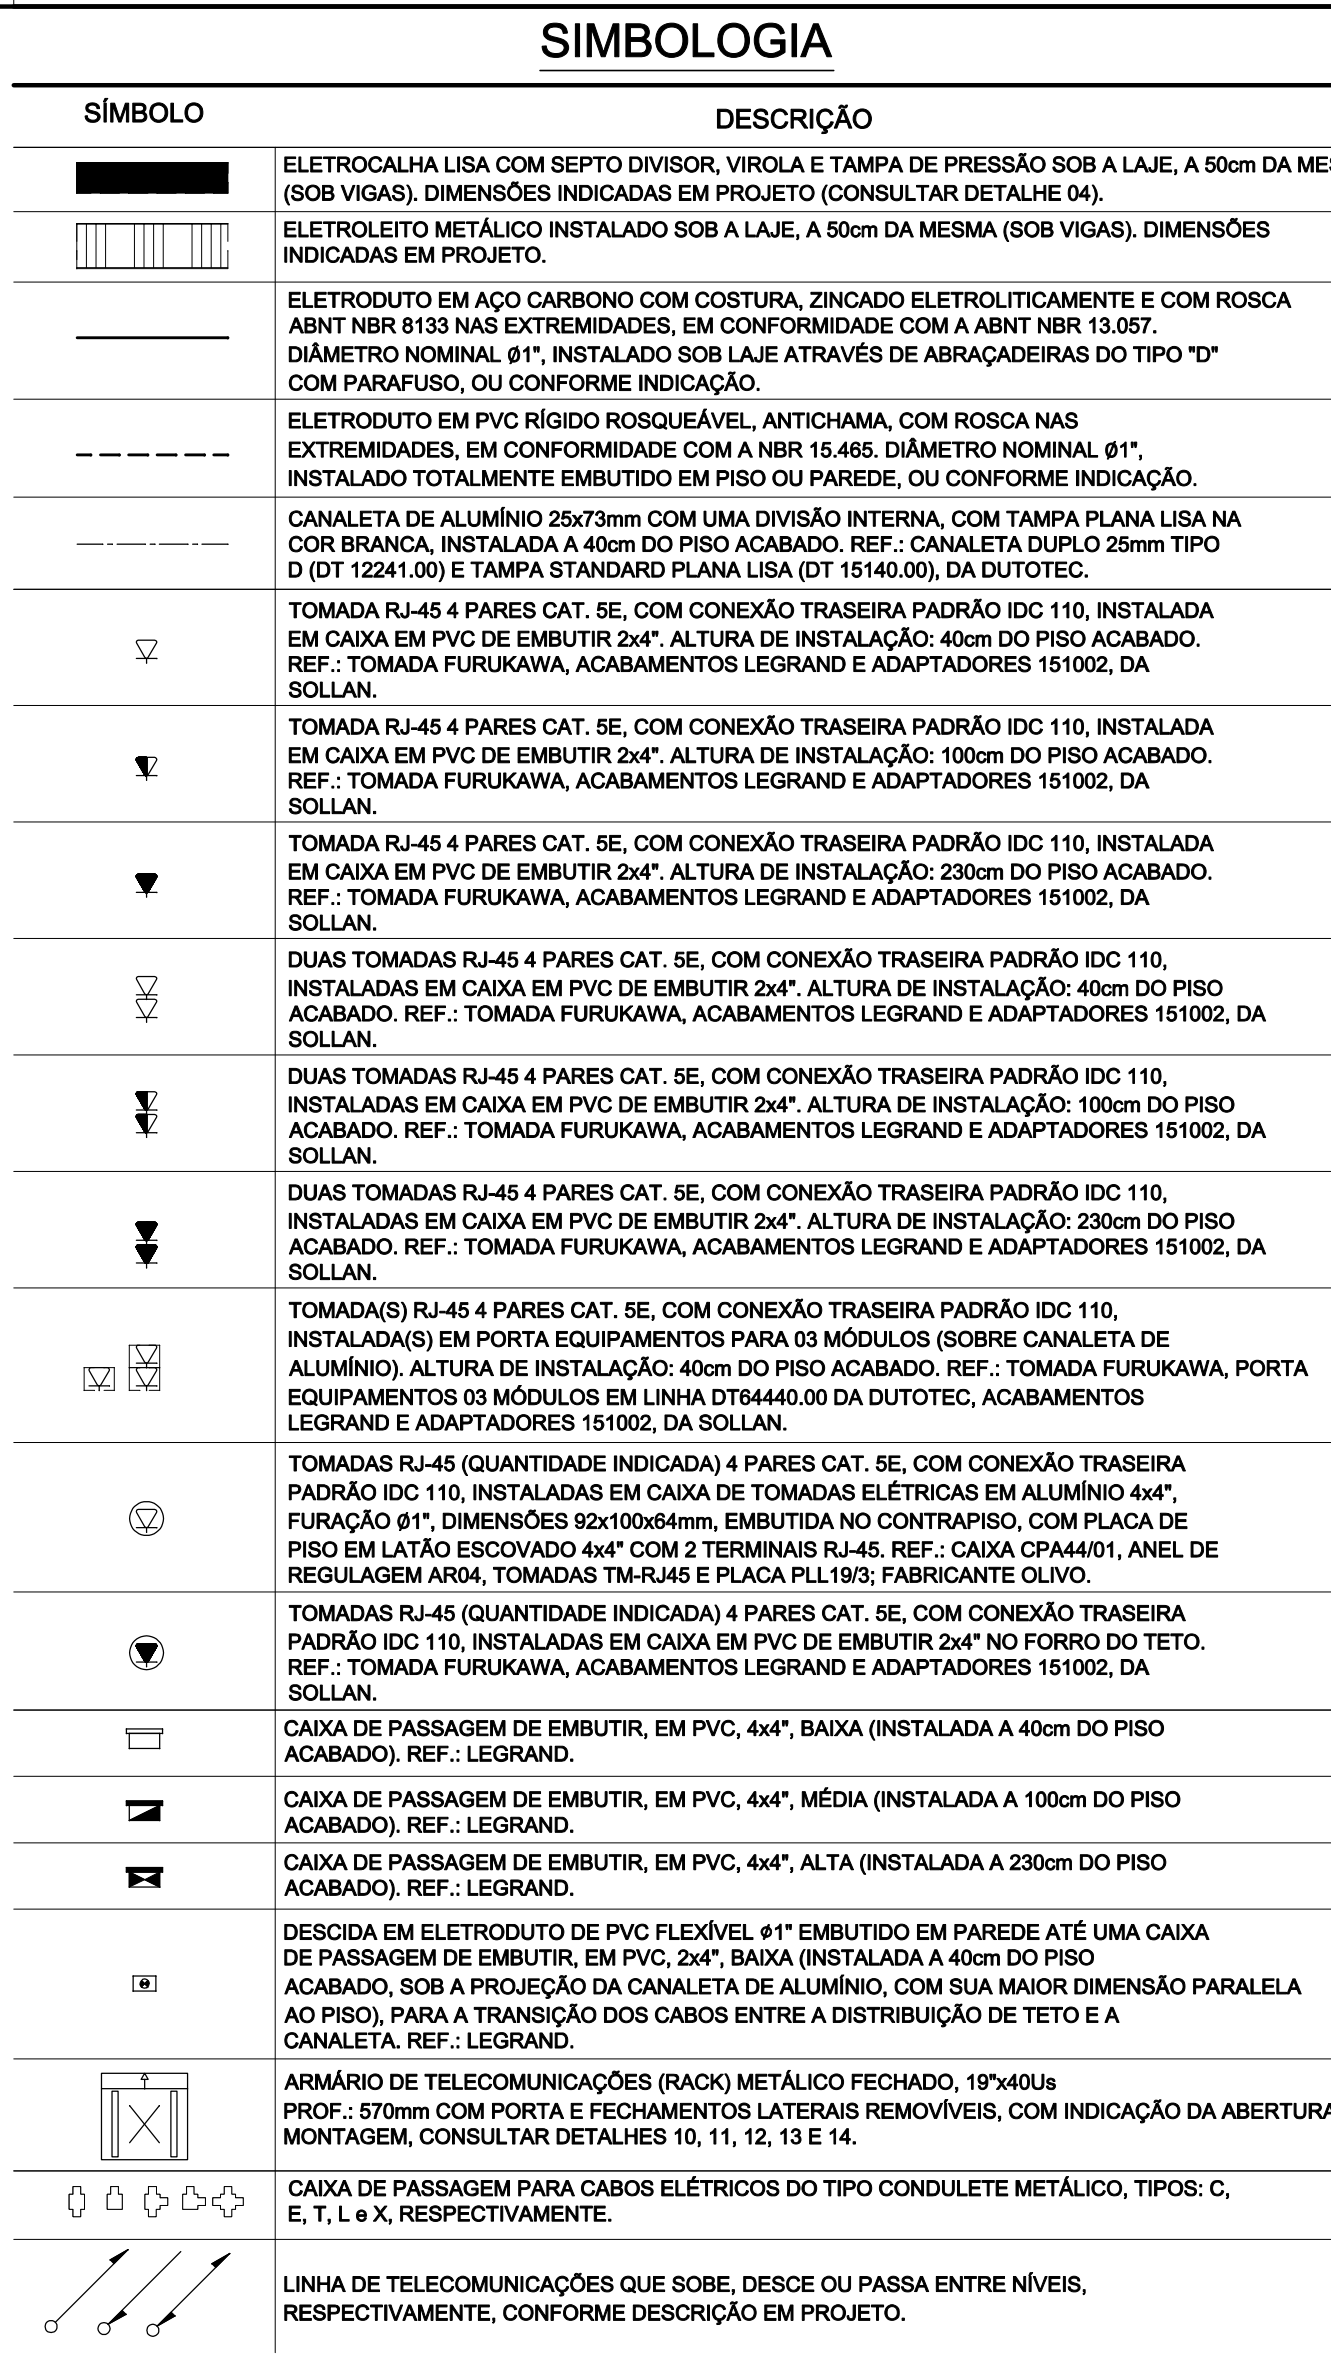 SIMBOLOGIA
SÍMBOLO
DESCRIÇÃO
ELETROCALHA LISA COM SEPTO DIVISOR, VIROLA E TAMPA DE PRESSÃO SOB A LAJE, A 50cm DA
(SOB VIGAS). DIMENSÕES INDICADAS EM PROJETO (CONSULTAR DETALHE 04).
ELETROLEITO METÁLICO INSTALADO SOB A LAJE, A 50cm DA MESMA (SOB VIGAS). DIMENSÕES
INDICADAS EM PROJETO.
ELETRODUTO EM AÇO CARBONO COM COSTURA, ZINCADO ELETROLITICAMENTE E COM ROSCA
ABNT NBR 8133 NAS EXTREMIDADES, EM CONFORMIDADE COM A ABNT NBR 13.057.
DIÂMETRO NOMINAL Ø1", INSTALADO SOB LAJE ATRAVÉS DE ABRAÇADEIRAS DO TIPO "D"
COM PARAFUSO, OU CONFORME INDICAÇÃO.
ELETRODUTO EM PVC RÍGIDO ROSQUEÁVEL, ANTICHAMA, COM ROSCA NAS
EXTREMIDADES, EM CONFORMIDADE COM A NBR 15.465. DIÂMETRO NOMINAL Ø1",
INSTALADO TOTALMENTE EMBUTIDO EM PISO OU PAREDE, OU CONFORME INDICAÇÃO.
CANALETA DE ALUMÍNIO 25x73mm COM UMA DIVISÃO INTERNA, COM TAMPA PLANA LISA NA
COR BRANCA, INSTALADA A 40cm DO PISO ACABADO. REF.: CANALETA DUPLO 25mm TIPO
D (DT 12241.00) E TAMPA STANDARD PLANA LISA (DT 15140.00), DA DUTOTEC.
TOMADA RJ-45 4 PARES CAT. 5E, COM CONEXÃO TRASEIRA PADRÃO IDC 110, INSTALADA
EM CAIXA EM PVC DE EMBUTIR 2x4". ALTURA DE INSTALAÇÃO: 40cm DO PISO ACABADO.
REF.: TOMADA FURUKAWA, ACABAMENTOS LEGRAND E ADAPTADORES 151002, DA
SOLLAN.
TOMADA RJ-45 4 PARES CAT. 5E, COM CONEXÃO TRASEIRA PADRÃO IDC 110, INSTALADA
EM CAIXA EM PVC DE EMBUTIR 2x4". ALTURA DE INSTALAÇÃO: 100cm DO PISO ACABADO.
REF.: TOMADA FURUKAWA, ACABAMENTOS LEGRAND E ADAPTADORES 151002, DA
SOLLAN.
TOMADA RJ-45 4 PARES CAT. 5E, COM CONEXÃO TRASEIRA PADRÃO IDC 110, INSTALADA
EM CAIXA EM PVC DE EMBUTIR 2x4". ALTURA DE INSTALAÇÃO: 230cm DO PISO ACABADO.
REF.: TOMADA FURUKAWA, ACABAMENTOS LEGRAND E ADAPTADORES 151002, DA
SOLLAN.
DUAS TOMADAS RJ-45 4 PARES CAT. 5E, COM CONEXÃO TRASEIRA PADRÃO IDC 110,
INSTALADAS EM CAIXA EM PVC DE EMBUTIR 2x4". ALTURA DE INSTALAÇÃO: 40cm DO PISO
ACABADO. REF.: TOMADA FURUKAWA, ACABAMENTOS LEGRAND E ADAPTADORES 151002, DA
SOLLAN.
DUAS TOMADAS RJ-45 4 PARES CAT. 5E, COM CONEXÃO TRASEIRA PADRÃO IDC 110,
INSTALADAS EM CAIXA EM PVC DE EMBUTIR 2x4". ALTURA DE INSTALAÇÃO: 100cm DO PISO
ACABADO. REF.: TOMADA FURUKAWA, ACABAMENTOS LEGRAND E ADAPTADORES 151002, DA
SOLLAN.
DUAS TOMADAS RJ-45 4 PARES CAT. 5E, COM CONEXÃO TRASEIRA PADRÃO IDC 110,
INSTALADAS EM CAIXA EM PVC DE EMBUTIR 2x4". ALTURA DE INSTALAÇÃO: 230cm DO PISO
ACABADO. REF.: TOMADA FURUKAWA, ACABAMENTOS LEGRAND E ADAPTADORES 151002, DA
SOLLAN.
TOMADA(S) RJ-45 4 PARES CAT. 5E, COM CONEXÃO TRASEIRA PADRÃO IDC 110,
INSTALADA(S) EM PORTA EQUIPAMENTOS PARA 03 MÓDULOS (SOBRE CANALETA DE
ALUMÍNIO). ALTURA DE INSTALAÇÃO: 40cm DO PISO ACABADO. REF.: TOMADA FURUKAWA, PORTA
EQUIPAMENTOS 03 MÓDULOS EM LINHA DT64440.00 DA DUTOTEC, ACABAMENTOS
LEGRAND E ADAPTADORES 151002, DA SOLLAN.
TOMADAS RJ-45 (QUANTIDADE INDICADA) 4 PARES CAT. 5E, COM CONEXÃO TRASEIRA
PADRÃO IDC 110, INSTALADAS EM CAIXA DE TOMADAS ELÉTRICAS EM ALUMÍNIO 4x4",
FURAÇÃO Ø1", DIMENSÕES 92x100x64mm, EMBUTIDA NO CONTRAPISO, COM PLACA DE
PISO EM LATÃO ESCOVADO 4x4" COM 2 TERMINAIS RJ-45. REF.: CAIXA CPA44/01, ANEL DE
REGULAGEM AR04, TOMADAS TM-RJ45 E PLACA PLL19/3; FABRICANTE OLIVO.
TOMADAS RJ-45 (QUANTIDADE INDICADA) 4 PARES CAT. 5E, COM CONEXÃO TRASEIRA
PADRÃO IDC 110, INSTALADAS EM CAIXA EM PVC DE EMBUTIR 2x4" NO FORRO DO TETO.
REF.: TOMADA FURUKAWA, ACABAMENTOS LEGRAND E ADAPTADORES 151002, DA
SOLLAN.
CAIXA DE PASSAGEM DE EMBUTIR, EM PVC, 4x4", BAIXA (INSTALADA A 40cm DO PISO
ACABADO). REF.: LEGRAND.
CAIXA DE PASSAGEM DE EMBUTIR, EM PVC, 4x4", MÉDIA (INSTALADA A 100cm DO PISO
ACABADO). REF.: LEGRAND.
CAIXA DE PASSAGEM DE EMBUTIR, EM PVC, 4x4", ALTA (INSTALADA A 230cm DO PISO
ACABADO). REF.: LEGRAND.
DESCIDA EM ELETRODUTO DE PVC FLEXÍVEL Ø1" EMBUTIDO EM PAREDE ATÉ UMA CAIXA
DE PASSAGEM DE EMBUTIR, EM PVC, 2x4", BAIXA (INSTALADA A 40cm DO PISO
ACABADO, SOB A PROJEÇÃO DA CANALETA DE ALUMÍNIO, COM SUA MAIOR DIMENSÃO PARALELA
AO PISO), PARA A TRANSIÇÃO DOS CABOS ENTRE A DISTRIBUIÇÃO DE TETO E A
CANALETA. REF.: LEGRAND.
ARMÁRIO DE TELECOMUNICAÇÕES (RACK) METÁLICO FECHADO, 19"x40Us
PROF.: 570mm COM PORTA E FECHAMENTOS LATERAIS REMOVÍVEIS, COM INDICAÇÃO DA ABERTURA
MONTAGEM, CONSULTAR DETALHES 10, 11, 12, 13 E 14.
CAIXA DE PASSAGEM PARA CABOS ELÉTRICOS DO TIPO CONDULETE METÁLICO, TIPOS: C,
E, T, L e X, RESPECTIVAMENTE.
LINHA DE TELECOMUNICAÇÕES QUE SOBE, DESCE OU PASSA ENTRE NÍVEIS,
RESPECTIVAMENTE, CONFORME DESCRIÇÃO EM PROJETO.